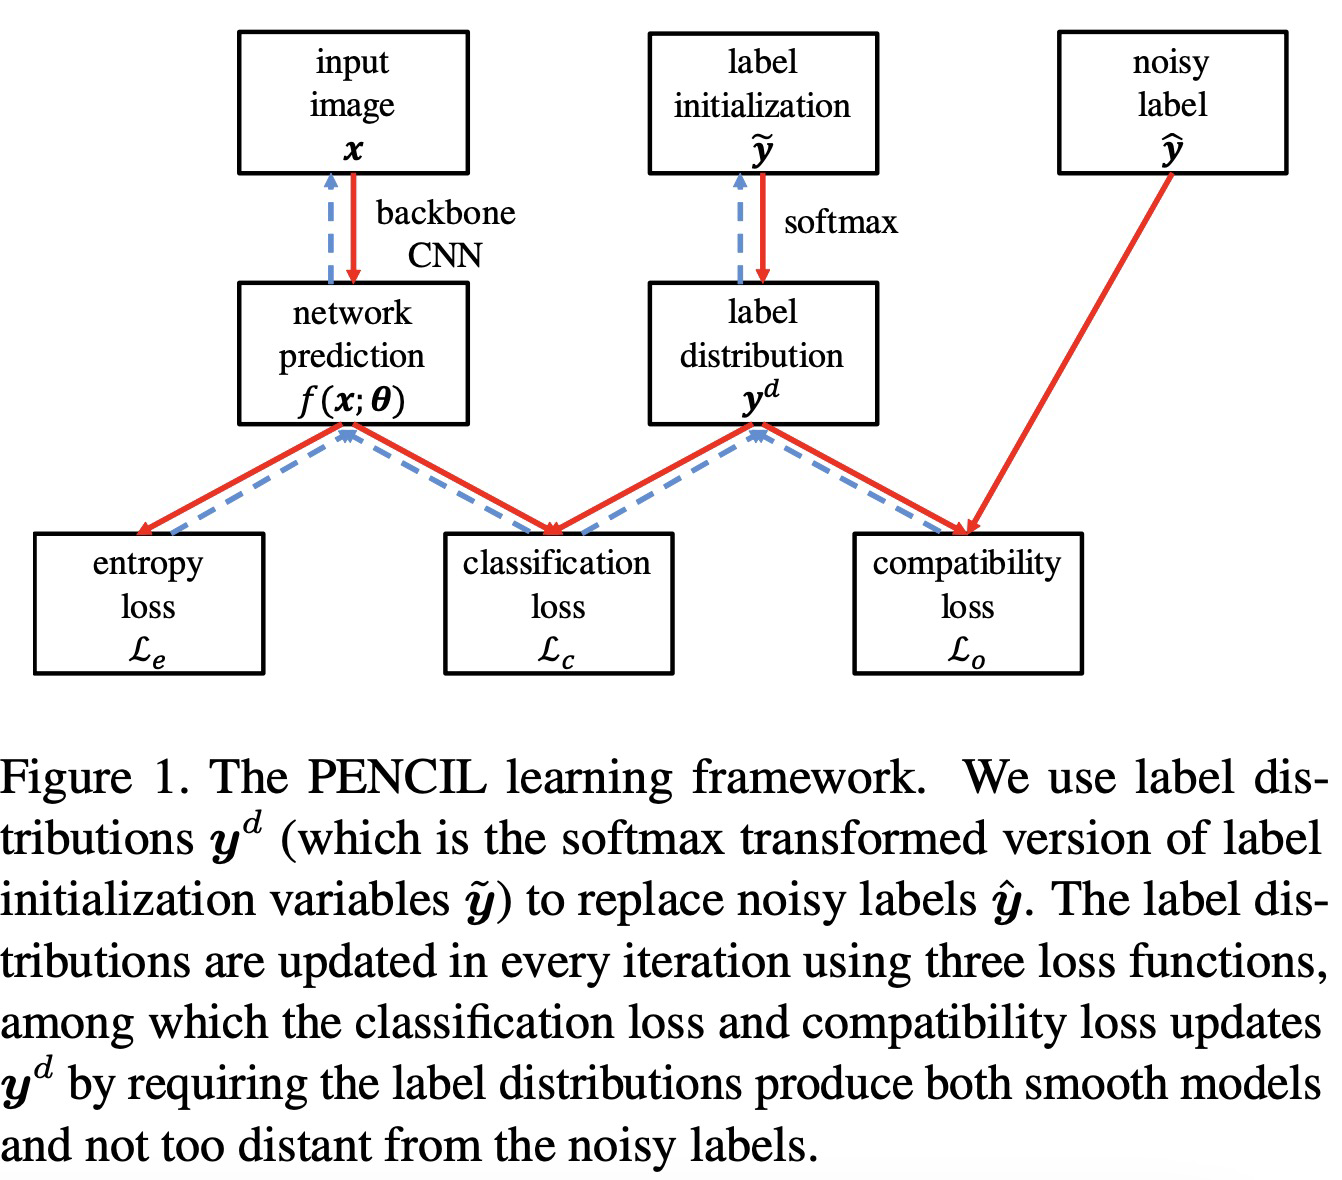 input
image
x
label
initialization
ỹ
noisy
label
ŷ
backbone
CNN
softmax
network
prediction
f(x; θ)
label
distribution
y^d
entropy
loss
ℒ_e
classification
loss
ℒ_c
compatibility
loss
ℒ_o
Figure 1. The PENCIL learning framework. We use label dis-
tributions y^d (which is the softmax transformed version of label
initialization variables ỹ) to replace noisy labels ŷ. The label dis-
tributions are updated in every iteration using three loss functions,
among which the classification loss and compatibility loss updates
y^d by requiring the label distributions produce both smooth models
and not too distant from the noisy labels.